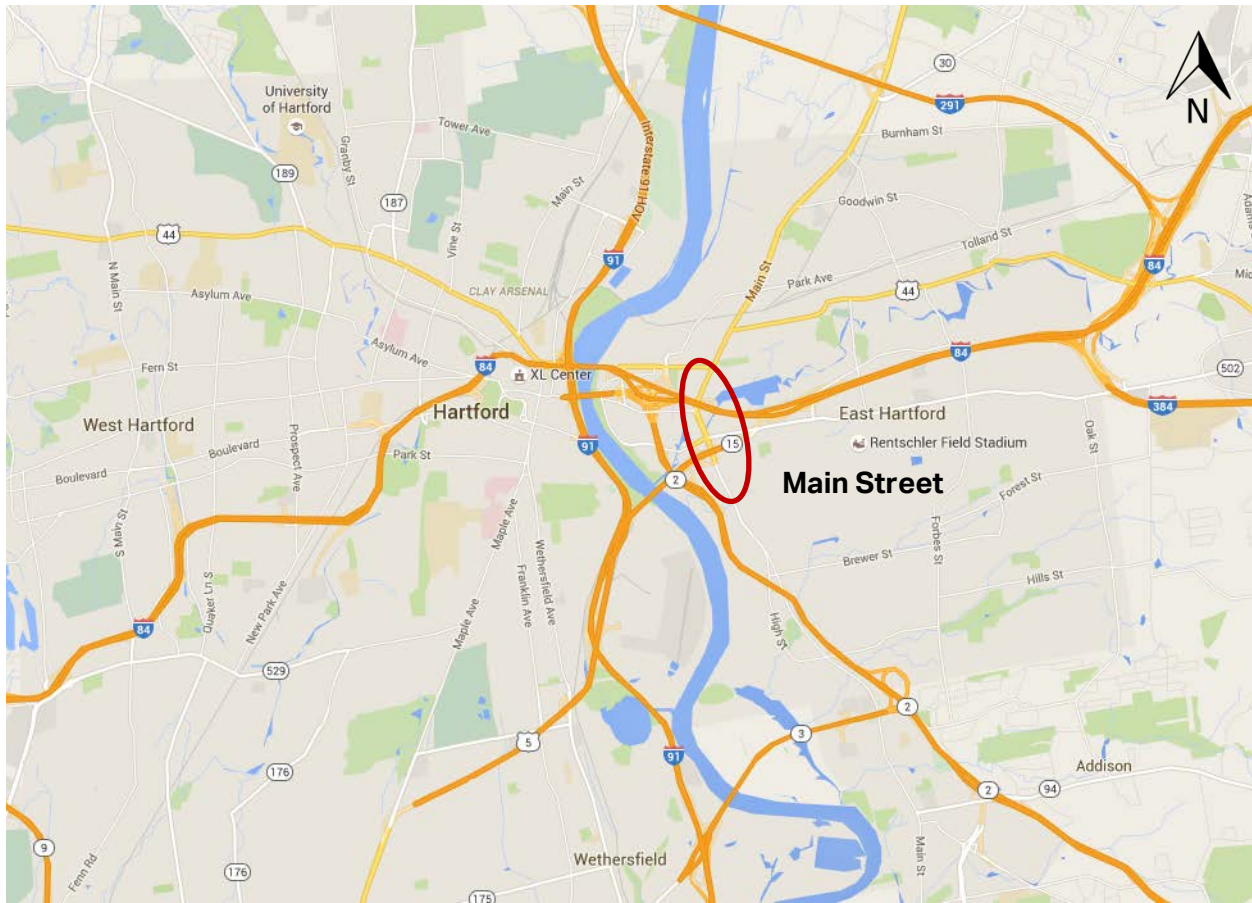 30
University
of Hartford
291
N
Tower Ave
Granby St
Burnham St
Interstate 91 HOV
189
187
Main St
Goodwin St
Vine St
Tolland St
44
N Main St
91
84
CLAY ARSENAL
Main St
Park Ave
Asylum Ave
44
Asylum Ave
84
84
Fern St
XL Center
502
West Hartford
Hartford
East Hartford
384
Prospect Ave
Boulevard
91
15
Rentschler Field Stadium
Oak St
Park St
Boulevard
2
Main Street
Forest St
S Main St
Maple Ave
Wethersfield Ave
Franklin Ave
Forbes St
Brewer St
Hills St
Quaker Ln S
New Park Ave
Maple Ave
High St
84
529
2
5
3
91
176
Addison
2
94
9
Main St
Wethersfield
Fenn Rd
176
175